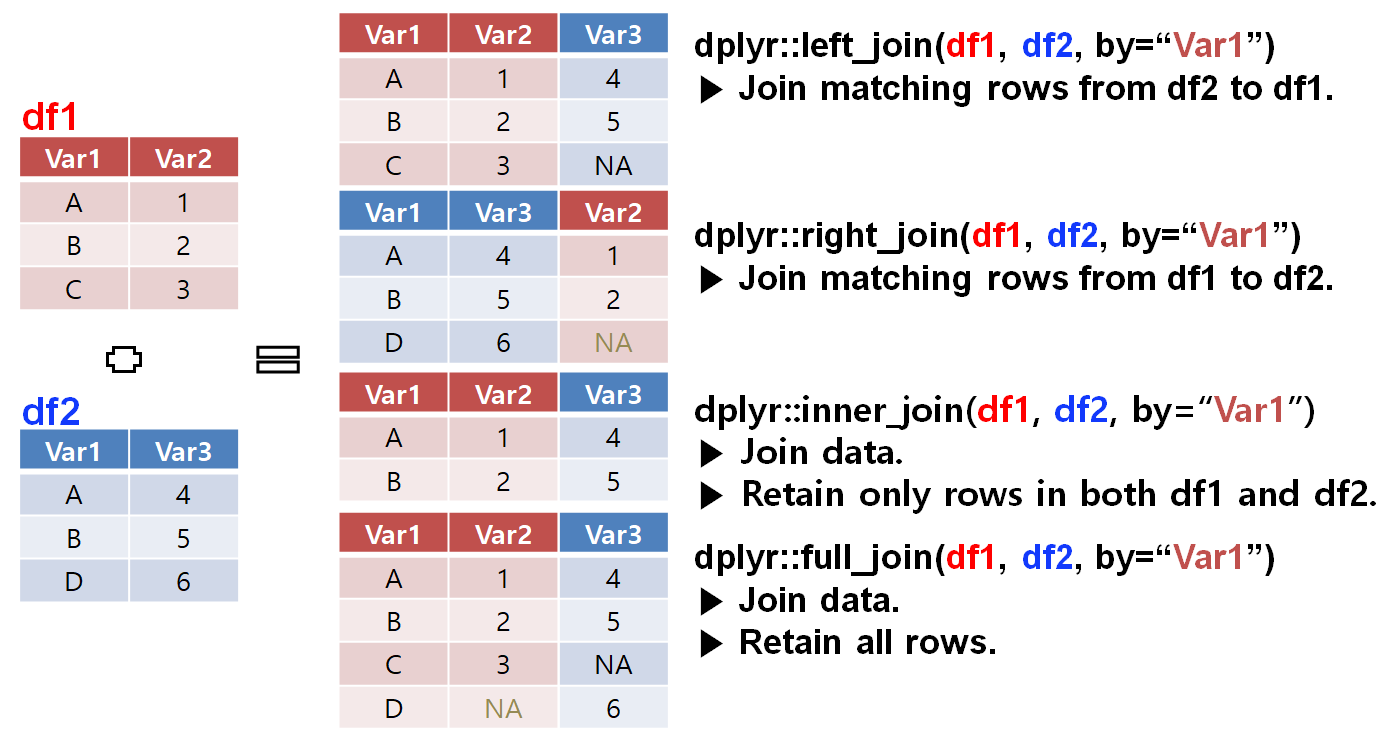 df1
Var1 Var2
A 1
B 2
C 3
df2
Var1 Var3
A 4
B 5
D 6
Var1 Var2 Var3
A 1 4
B 2 5
C 3 NA
dplyr::left_join(df1, df2, by=“Var1”)
▶ Join matching rows from df2 to df1.
Var1 Var3 Var2
A 4 1
B 5 2
D 6 NA
dplyr::right_join(df1, df2, by=“Var1”)
▶ Join matching rows from df1 to df2.
Var1 Var2 Var3
A 1 4
B 2 5
dplyr::inner_join(df1, df2, by=“Var1”)
▶ Join data.
▶ Retain only rows in both df1 and df2.
Var1 Var2 Var3
A 1 4
B 2 5
C 3 NA
D NA 6
dplyr::full_join(df1, df2, by=“Var1”)
▶ Join data.
▶ Retain all rows.